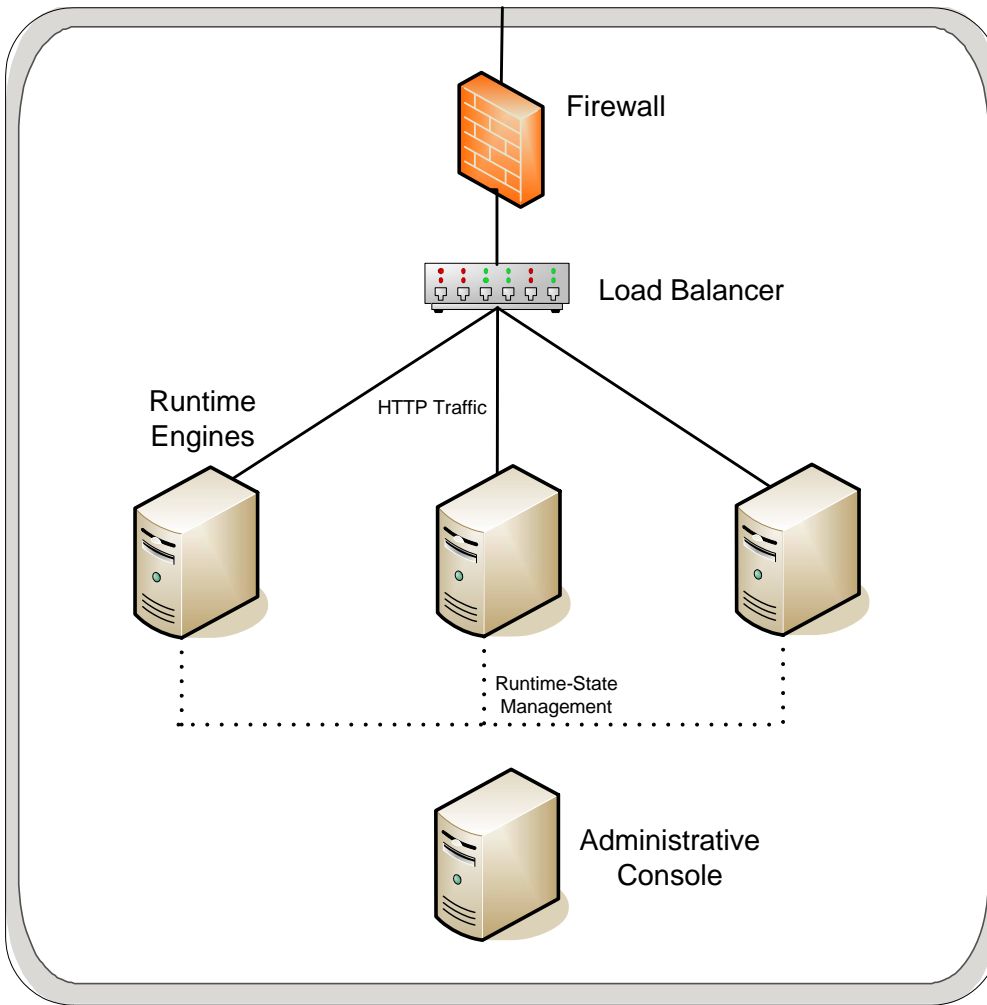 Firewall
Load Balancer
Runtime
Engines
HTTP Traffic
Runtime-State
Management
Administrative
Console